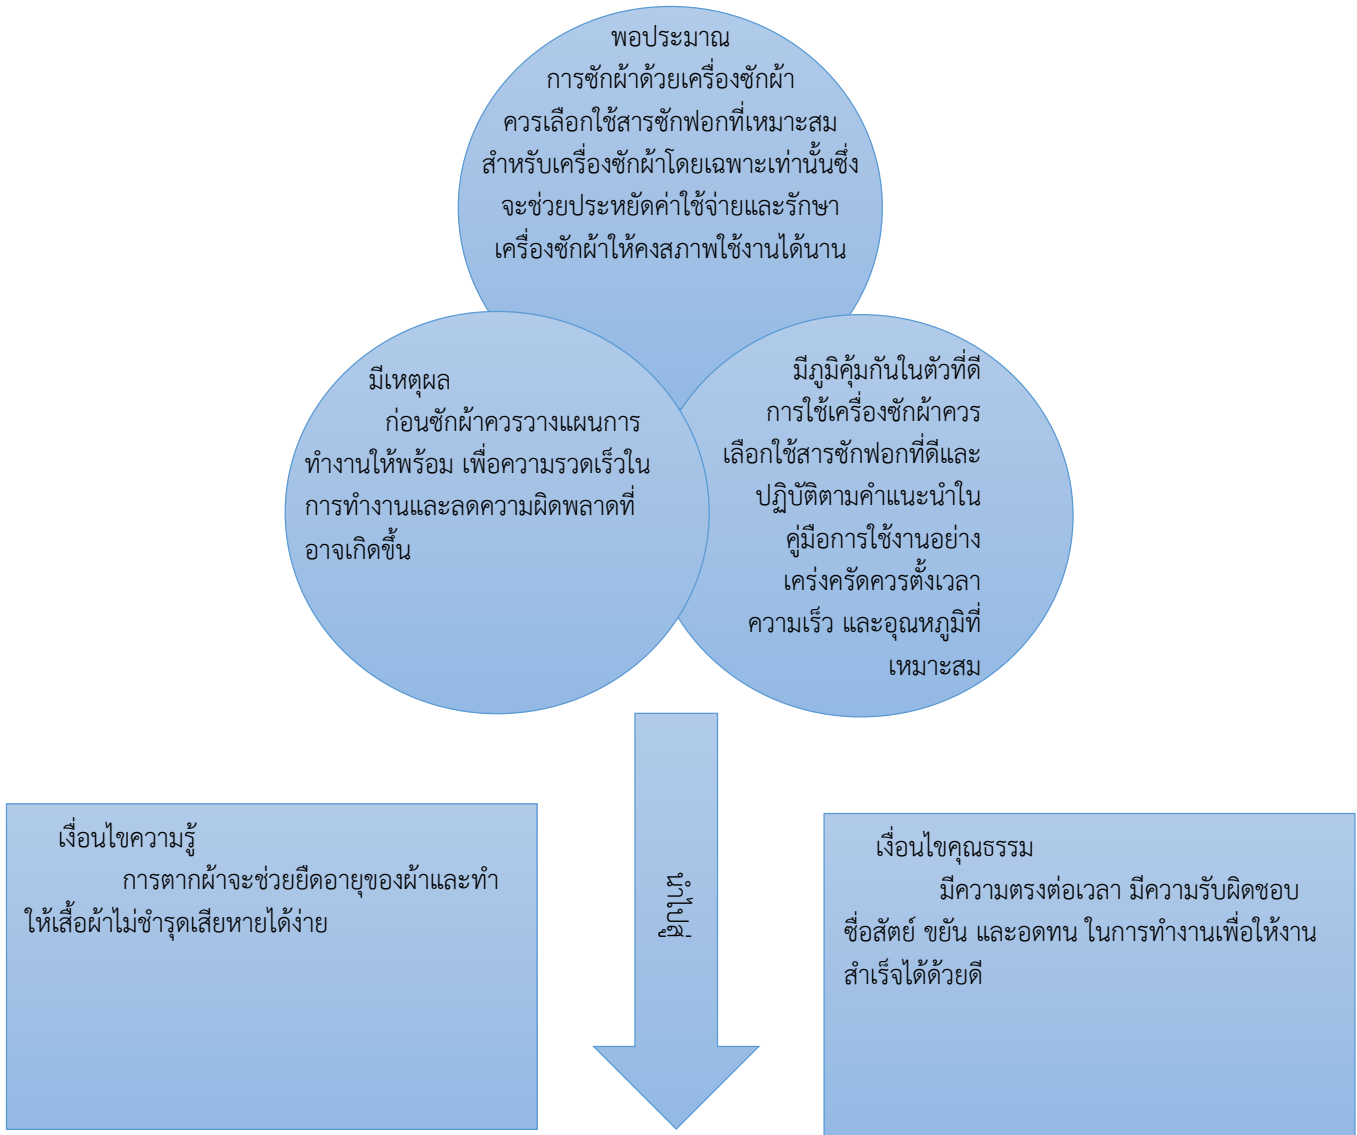 พอประมาณ
การซักผ้าด้วยเครื่องซักผ้า
ควรเลือกใช้สารซักฟอกที่เหมาะสม
สำหรับเครื่องซักผ้าโดยเฉพาะเท่านั้นซึ่ง
จะช่วยประหยัดค่าใช้จ่ายและรักษา
เครื่องซักผ้าให้คงสภาพใช้งานได้นาน
มีเหตุผล
ก่อนซักผ้าควรวางแผนการ
ทำงานให้พร้อม เพื่อความรวดเร็วใน
การทำงานและลดความผิดพลาดที่
อาจเกิดขึ้น
มีภูมิคุ้มกันในตัวที่ดี
การใช้เครื่องซักผ้าควร
เลือกใช้สารซักฟอกที่ดีและ
ปฏิบัติตามคำแนะนำใน
คู่มือการใช้งานอย่าง
เคร่งครัดควรตั้งเวลา
ความเร็ว และอุณหภูมิที่
เหมาะสม
นำไปสู่
เงื่อนไขความรู้
การตากผ้าจะช่วยยืดอายุของผ้าและทำ
ให้เสื้อผ้าไม่ชำรุดเสียหายได้ง่าย
เงื่อนไขคุณธรรม
มีความตรงต่อเวลา มีความรับผิดชอบ
ซื่อสัตย์ ขยัน และอดทน ในการทำงานเพื่อให้งาน
สำเร็จได้ด้วยดี